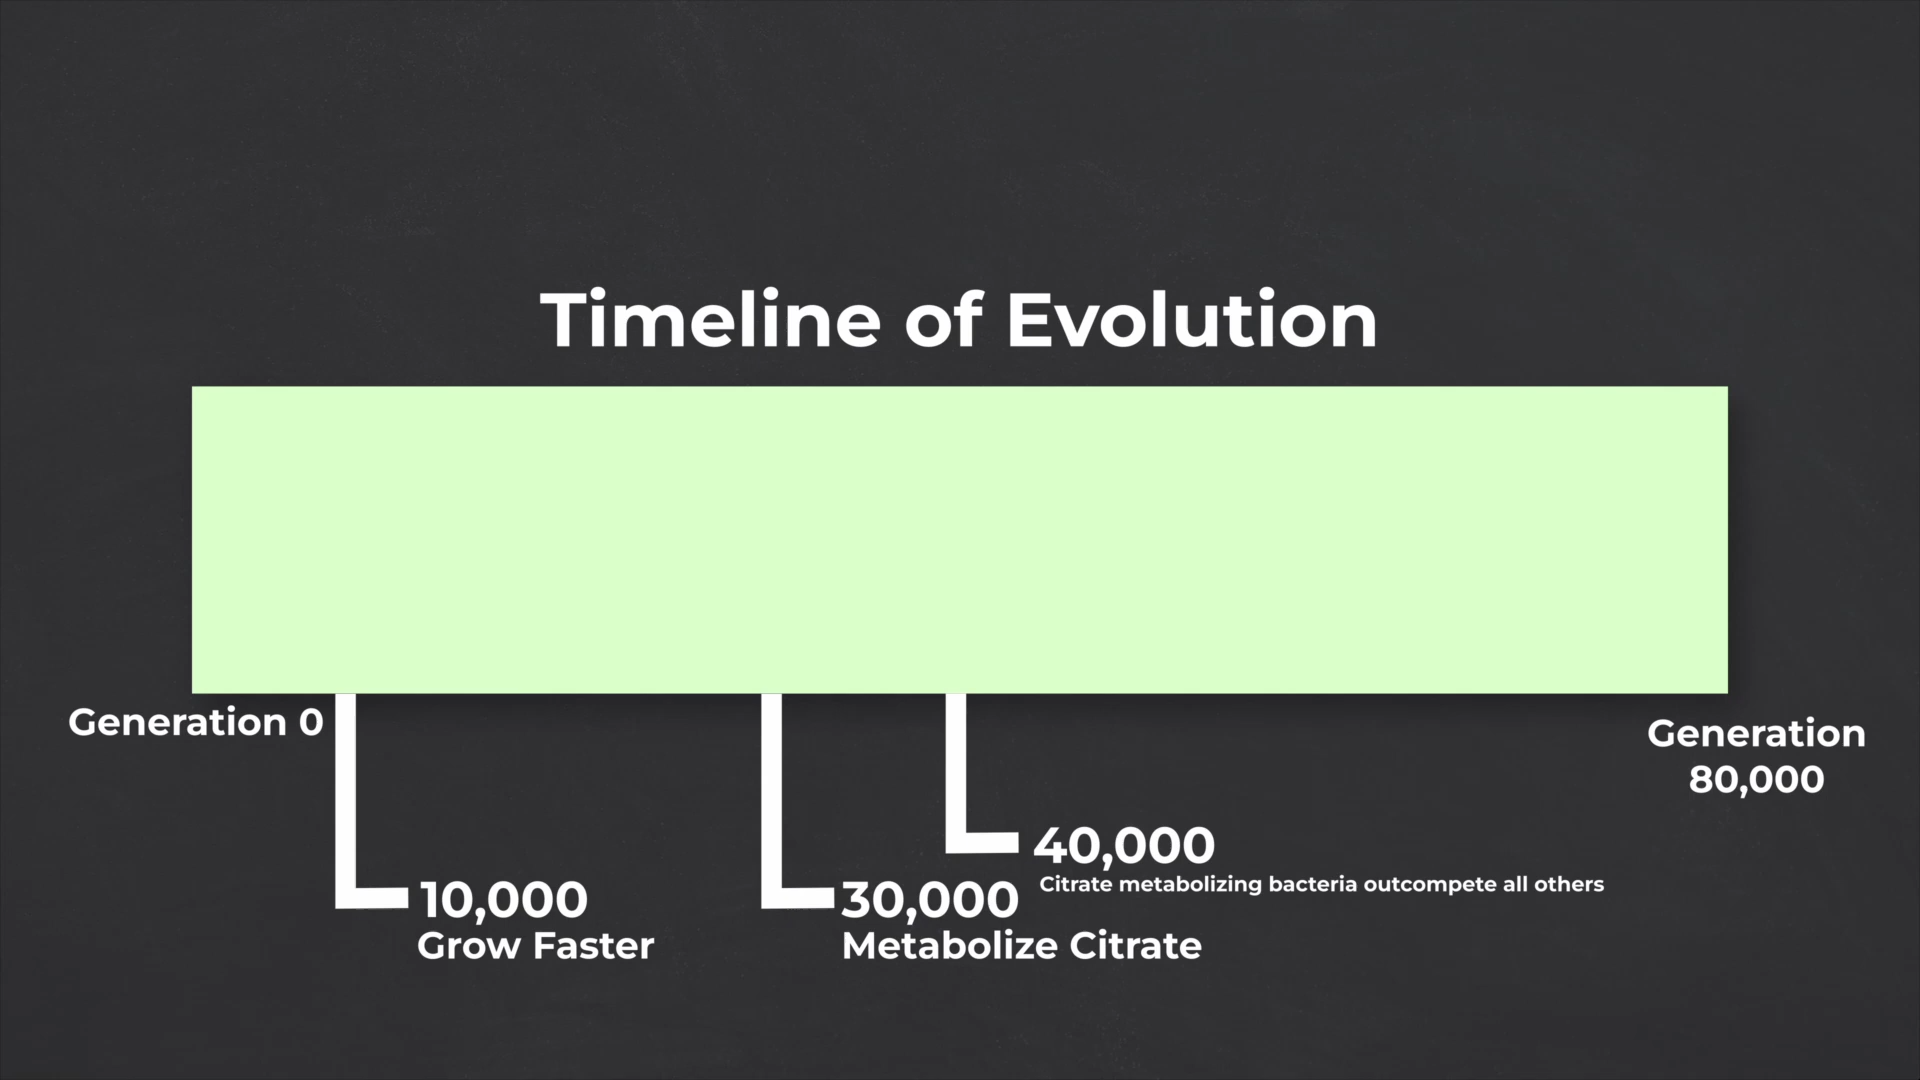 Timeline of Evolution
Generation 0
Generation
80,000
40,000
Citrate metabolizing bacteria outcompete all others
10,000
Grow Faster
30,000
Metabolize Citrate